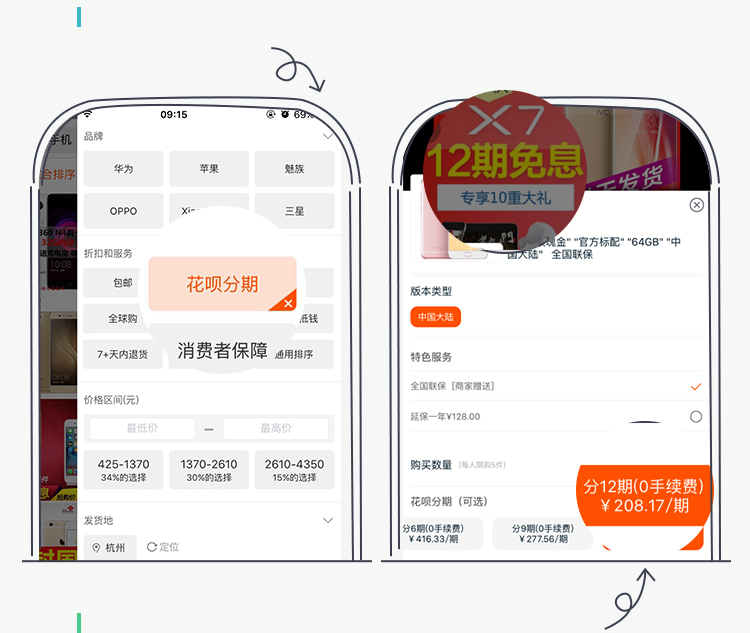 09:15
69%
手机
品牌
合排序
华为
苹果
魅族
OPPO
三星
折扣和服务
包邮
花呗分期
全球购
7+天内退货
消费者保障
通用排序
价格区间(元)
最低价
最高价
425-1370
34%的选择
1370-2610
30%的选择
2610-4350
15%的选择
发货地
杭州
定位
X7
12期免息
专享10重大礼
发货
现金" "官方标配" "64GB" "中
国大陆" 全国联保
版本类型
中国大陆
特色服务
全国联保［商家赠送］
延保一年¥128.00
购买数量
(每人限购5件)
花呗分期（可选）
分6期(0手续费)
¥416.33/期
分9期(0手续费)
¥277.56/期
分12期(0手续费)
¥208.17/期